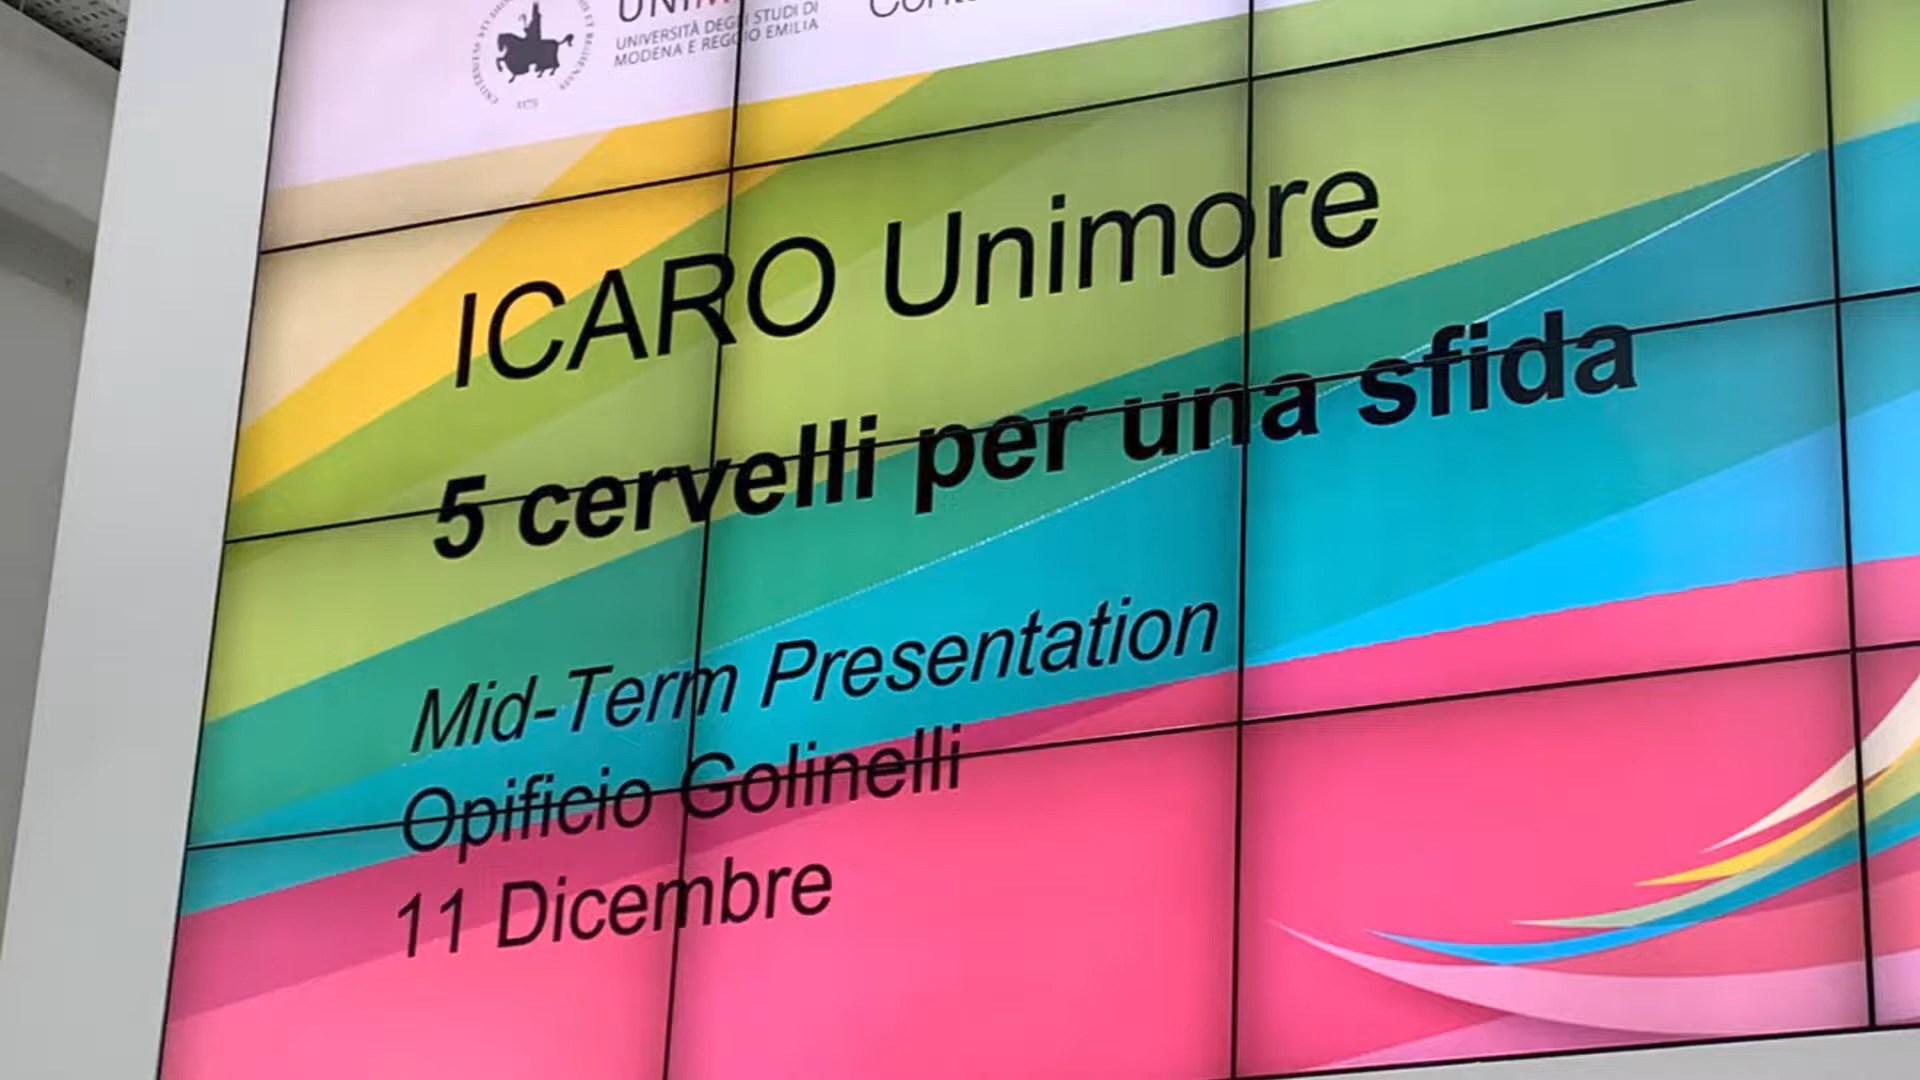 UNIVERSITÀ DEGLI STUDI DI
MODENA E REGGIO EMILIA
1175
ICARO Unimore
5 cervelli per una sfida
Mid-Term Presentation
Opificio Golinelli
11 Dicembre